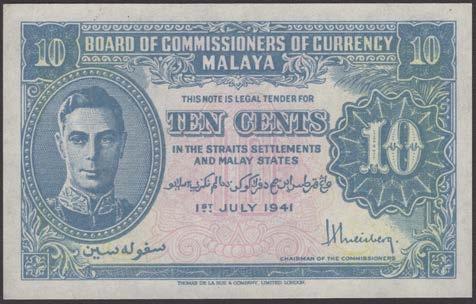 10 BOARD OF COMMISSIONERS OF CURRENCY 10
MALAYA
THIS NOTE IS LEGAL TENDER FOR
TEN CENTS
IN THE STRAITS SETTLEMENTS
AND MALAY STATES
10
1ST JULY 1941
سڤوله سين
CHAIRMAN OF THE COMMISSIONERS
THOMAS DE LA RUE & COMPANY, LIMITED, LONDON.